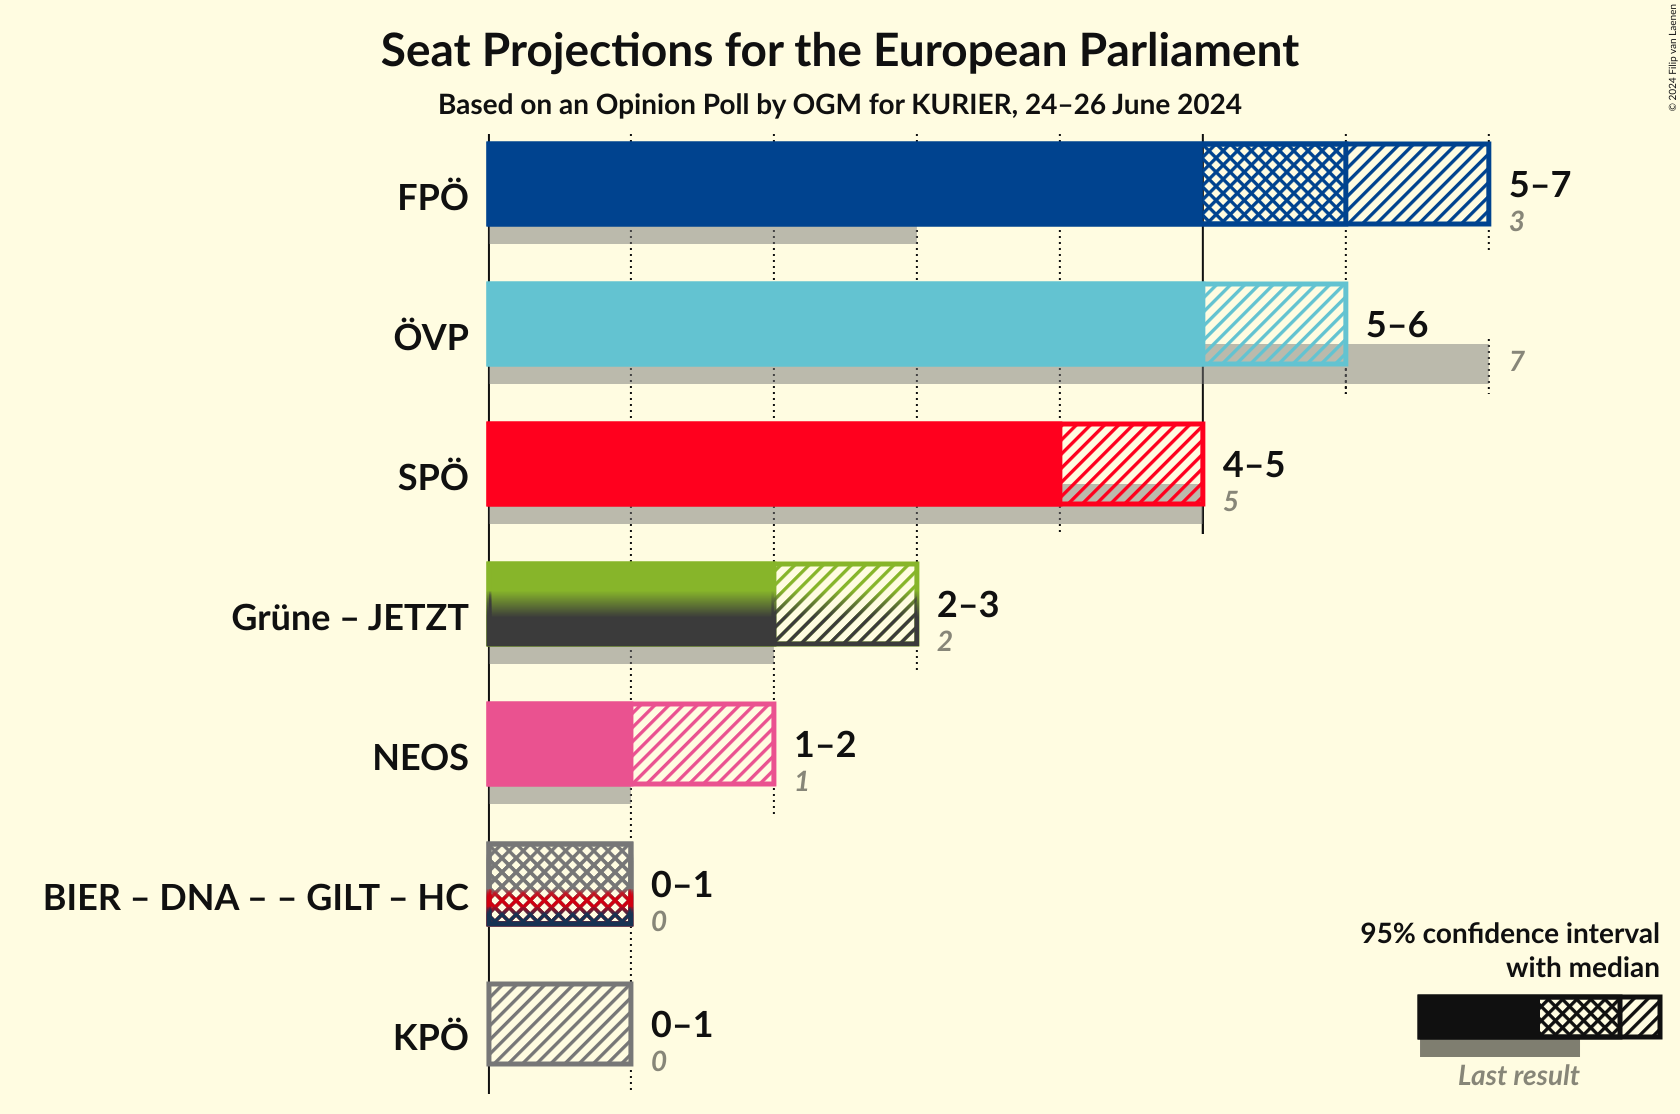 Seat Projections for the European Parliament
Based on an Opinion Poll by OGM for KURIER, 24–26 June 2024
© 2024 Filip van Laenen
FPÖ
5–7
3
ÖVP
5–6
7
SPÖ
4–5
5
Grüne – JETZT
2–3
2
NEOS
1–2
1
BIER – DNA – – GILT – HC
0–1
0
KPÖ
0–1
0
95% confidence interval
with median
Last result